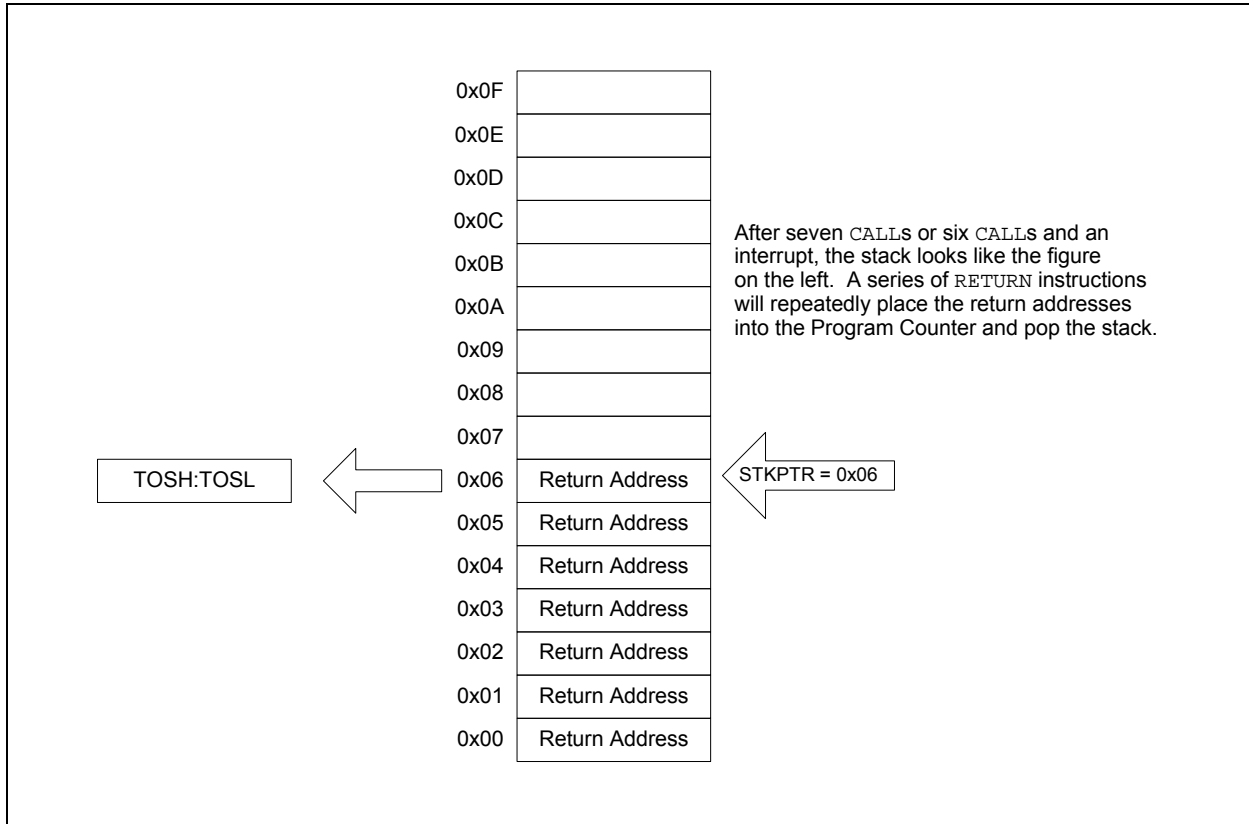 0x0F
0x0E
0x0D
0x0C
0x0B
0x0A
0x09
0x08
0x07
0x06 Return Address
0x05 Return Address
0x04 Return Address
0x03 Return Address
0x02 Return Address
0x01 Return Address
0x00 Return Address
TOSH:TOSL
STKPTR = 0x06
After seven CALLs or six CALLs and an
interrupt, the stack looks like the figure
on the left. A series of RETURN instructions
will repeatedly place the return addresses
into the Program Counter and pop the stack.